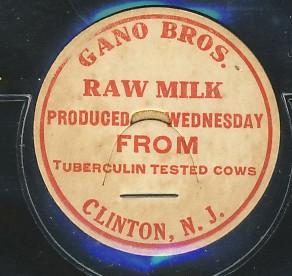 GANO BROS.
RAW MILK
PRODUCED WEDNESDAY
FROM
TUBERCULIN TESTED COWS
CLINTON, N. J.